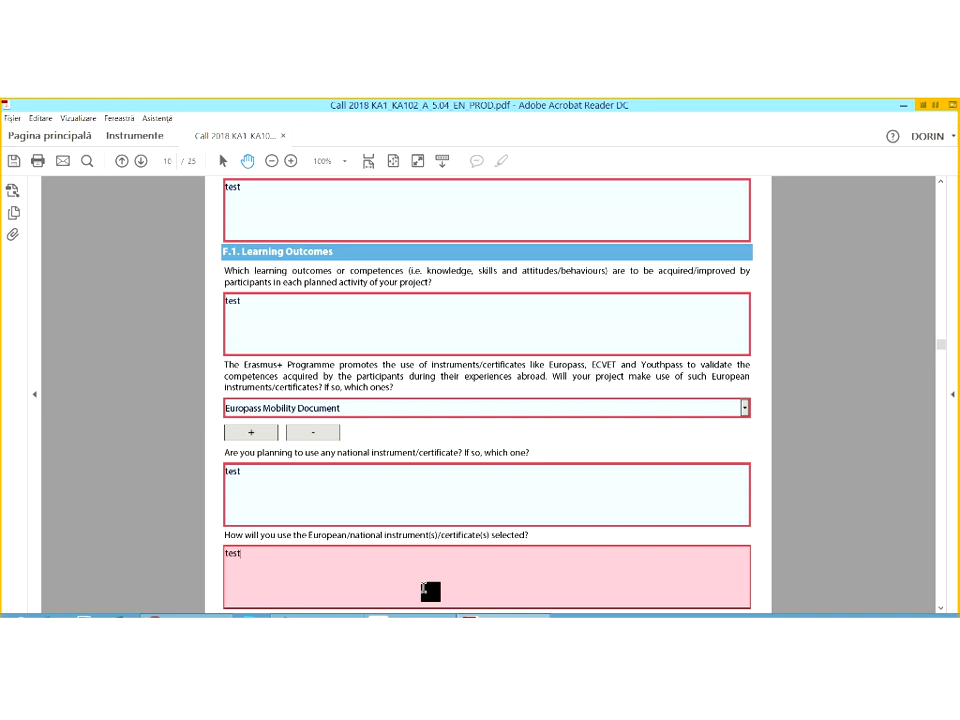 Call 2018 KA1_KA102_A_5.04_EN_PROD.pdf - Adobe Acrobat Reader DC
Fișier Editare Vizualizare Fereastră Asistență
Pagina principală Instrumente Call 2018 KA1_KA10... × ? DORIN
10 / 25 100%
test
F.1. Learning Outcomes
Which learning outcomes or competences (i.e. knowledge, skills and attitudes/behaviours) are to be acquired/improved by
participants in each planned activity of your project?
test
The Erasmus+ Programme promotes the use of instruments/certificates like Europass, ECVET and Youthpass to validate the
competences acquired by the participants during their experiences abroad. Will your project make use of such European
instruments/certificates? If so, which ones?
Europass Mobility Document
+ -
Are you planning to use any national instrument/certificate? If so, which one?
test
How will you use the European/national instrument(s)/certificate(s) selected?
test